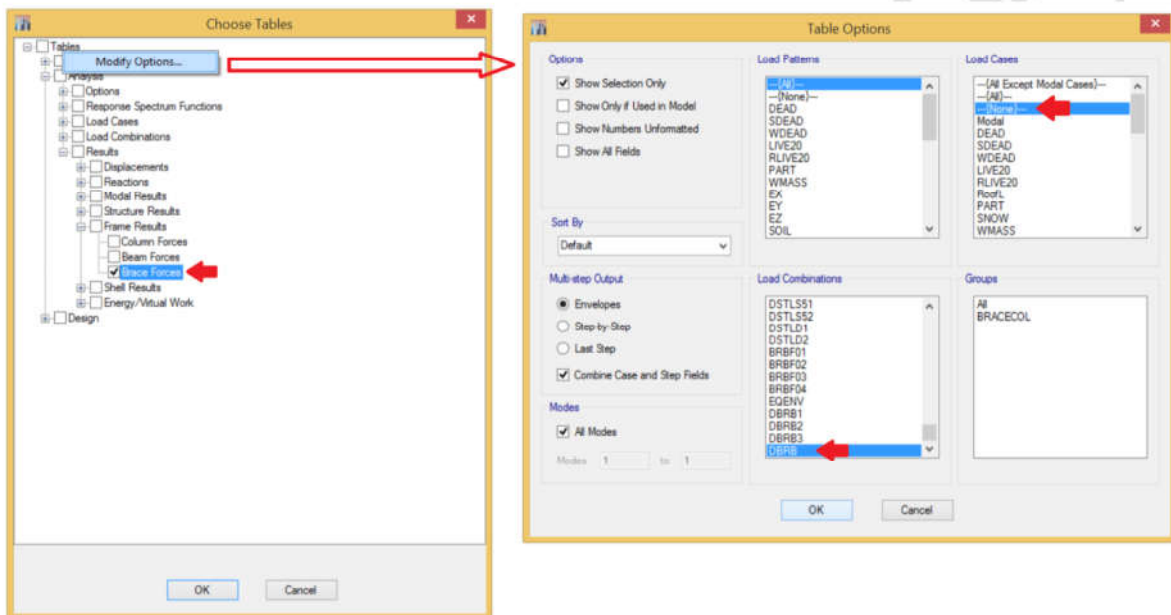 Choose Tables
Tables
Modify Options...
Analysis
Options
Response Spectrum Functions
Load Cases
Load Combinations
Results
Displacements
Reactions
Modal Results
Structure Results
Frame Results
Column Forces
Beam Forces
Brace Forces
Shell Results
Energy/Virtual Work
Design
OK
Cancel
Table Options
Options
Show Selection Only
Show Only if Used in Model
Show Numbers Unformatted
Show All Fields
Sort By
Default
Multi-step Output
Envelopes
Step-by-Step
Last Step
Combine Case and Step Fields
Modes
All Modes
Modes 1 to 1
Load Patterns
---(All)---
---(None)---
DEAD
SDEAD
WDEAD
LIVE20
RLIVE20
PART
WMASS
EX
EY
EZ
SOIL
Load Combinations
DSTLS51
DSTLS52
DSTLD1
DSTLD2
BRBF01
BRBF02
BRBF03
BRBF04
EQENV
DBRB1
DBRB2
DBRB3
DBRB
Load Cases
---(All Except Modal Cases)---
---(All)---
---(None)---
Modal
DEAD
SDEAD
WDEAD
LIVE20
RLIVE20
RoofL
PART
SNOW
WMASS
Groups
All
BRACECOL
OK
Cancel